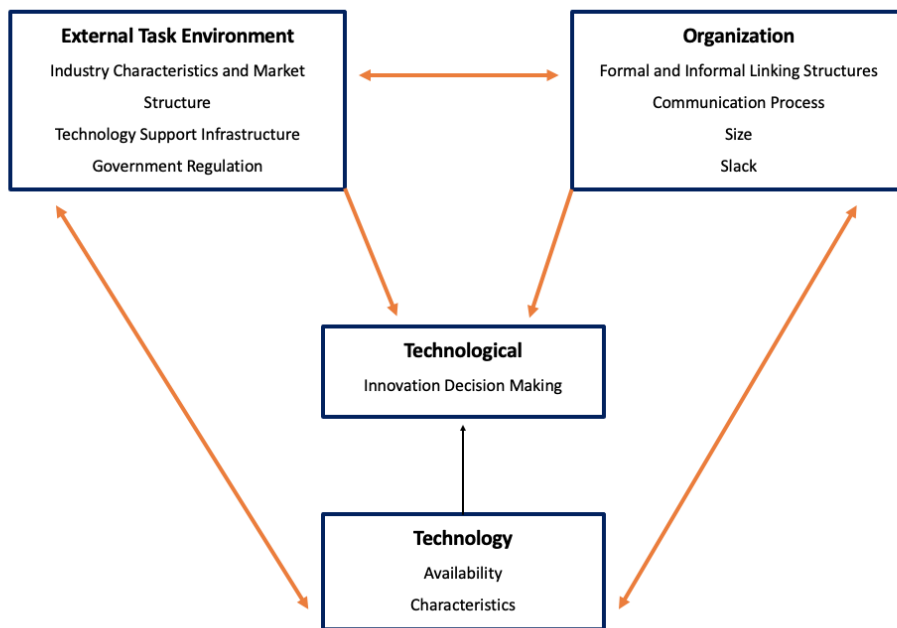 External Task Environment
Industry Characteristics and Market
Structure
Technology Support Infrastructure
Government Regulation
Organization
Formal and Informal Linking Structures
Communication Process
Size
Slack
Technological
Innovation Decision Making
Technology
Availability
Characteristics